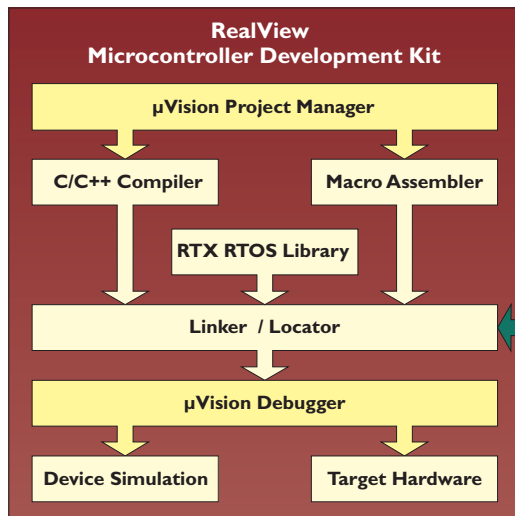 RealView
Microcontroller Development Kit
µVision Project Manager
C/C++ Compiler
Macro Assembler
RTX RTOS Library
Linker / Locator
µVision Debugger
Device Simulation
Target Hardware